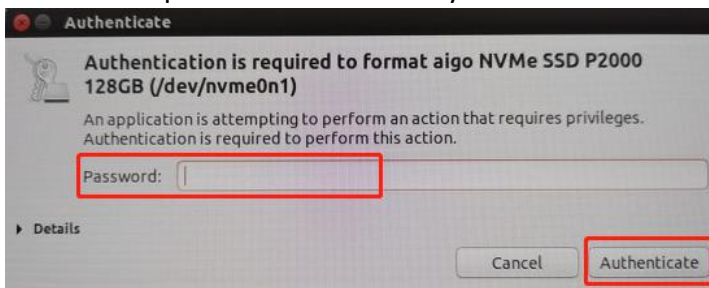 Authenticate
Authentication is required to format aigo NVMe SSD P2000
128GB (/dev/nvme0n1)
An application is attempting to perform an action that requires privileges.
Authentication is required to perform this action.
Password:
Details
Cancel
Authenticate